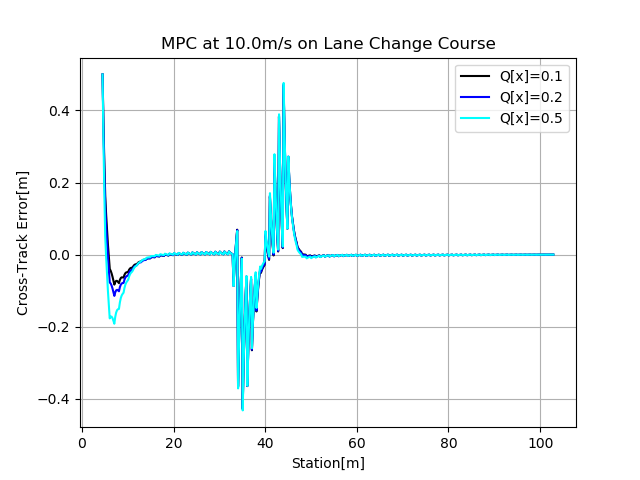 MPC at 10.0m/s on Lane Change Course
Q[x]=0.1
Q[x]=0.2
Q[x]=0.5
Cross-Track Error[m]
0.4
0.2
0.0
−0.2
−0.4
0 20 40 60 80 100
Station[m]